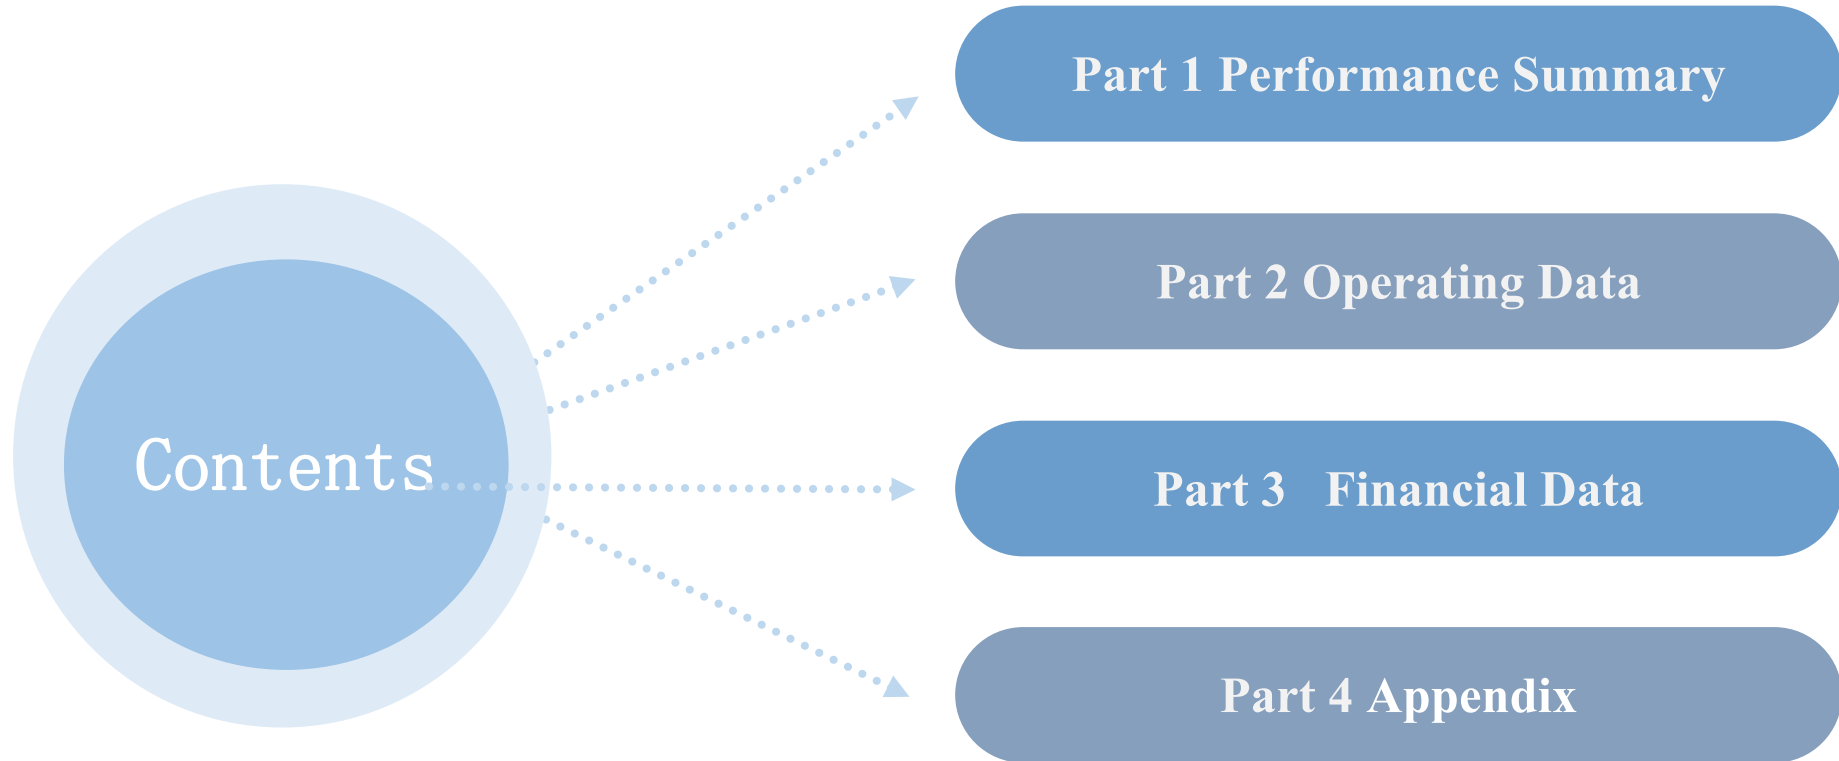 Contents
Part 1 Performance Summary
Part 2 Operating Data
Part 3 Financial Data
Part 4 Appendix